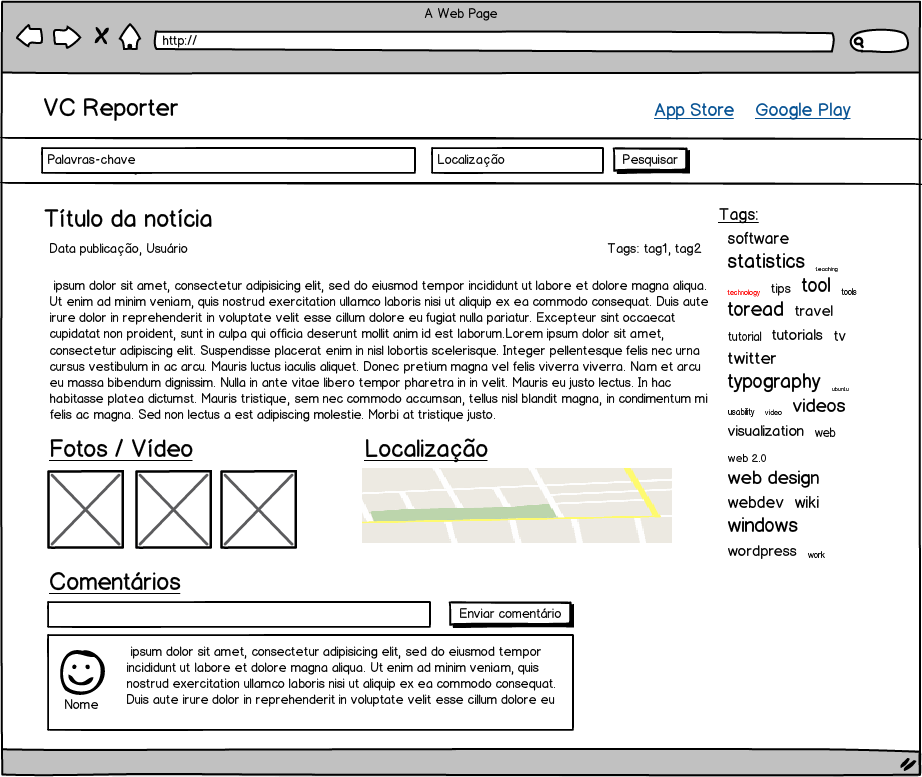 A Web Page
http://
VC Reporter
App Store Google Play
Palavras-chave Localização Pesquisar
Título da notícia
Data publicação, Usuário Tags: tag1, tag2
ipsum dolor sit amet, consectetur adipisicing elit, sed do eiusmod tempor incididunt ut labore et dolore magna aliqua.
Ut enim ad minim veniam, quis nostrud exercitation ullamco laboris nisi ut aliquip ex ea commodo consequat. Duis aute
irure dolor in reprehenderit in voluptate velit esse cillum dolore eu fugiat nulla pariatur. Excepteur sint occaecat
cupidatat non proident, sunt in culpa qui officia deserunt mollit anim id est laborum.Lorem ipsum dolor sit amet,
consectetur adipiscing elit. Suspendisse placerat enim in nisl lobortis scelerisque. Integer pellentesque felis nec urna
cursus vestibulum in ac arcu. Mauris luctus iaculis aliquet. Donec pretium magna vel felis viverra viverra. Nam et arcu
eu massa bibendum dignissim. Nulla in ante vitae libero tempor pharetra in in velit. Mauris eu justo lectus. In hac
habitasse platea dictumst. Mauris tristique, sem nec commodo accumsan, tellus nisl blandit magna, in condimentum mi
felis ac magna. Sed non lectus a est adipiscing molestie. Morbi at tristique justo.
Fotos / Vídeo
Localização
Comentários
Enviar comentário
ipsum dolor sit amet, consectetur adipisicing elit, sed do eiusmod tempor
incididunt ut labore et dolore magna aliqua. Ut enim ad minim veniam, quis
nostrud exercitation ullamco laboris nisi ut aliquip ex ea commodo consequat.
Duis aute irure dolor in reprehenderit in voluptate velit esse cillum dolore eu
Nome
Tags:
software
statistics teaching
technology tips tool tools
toread travel
tutorial tutorials tv
twitter
typography ubuntu
usability video videos
visualization web
web 2.0
web design
webdev wiki
windows
wordpress work